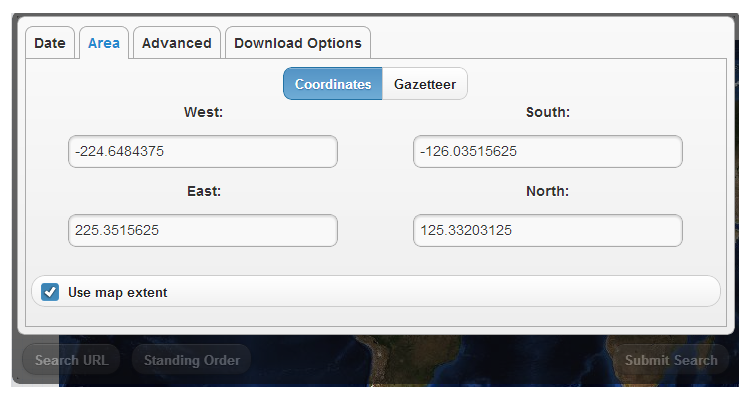 Date Area Advanced Download Options
Coordinates Gazetteer
West: South:
-224.6484375 -126.03515625
East: North:
225.3515625 125.33203125
Use map extent
Search URL Standing Order Submit Search